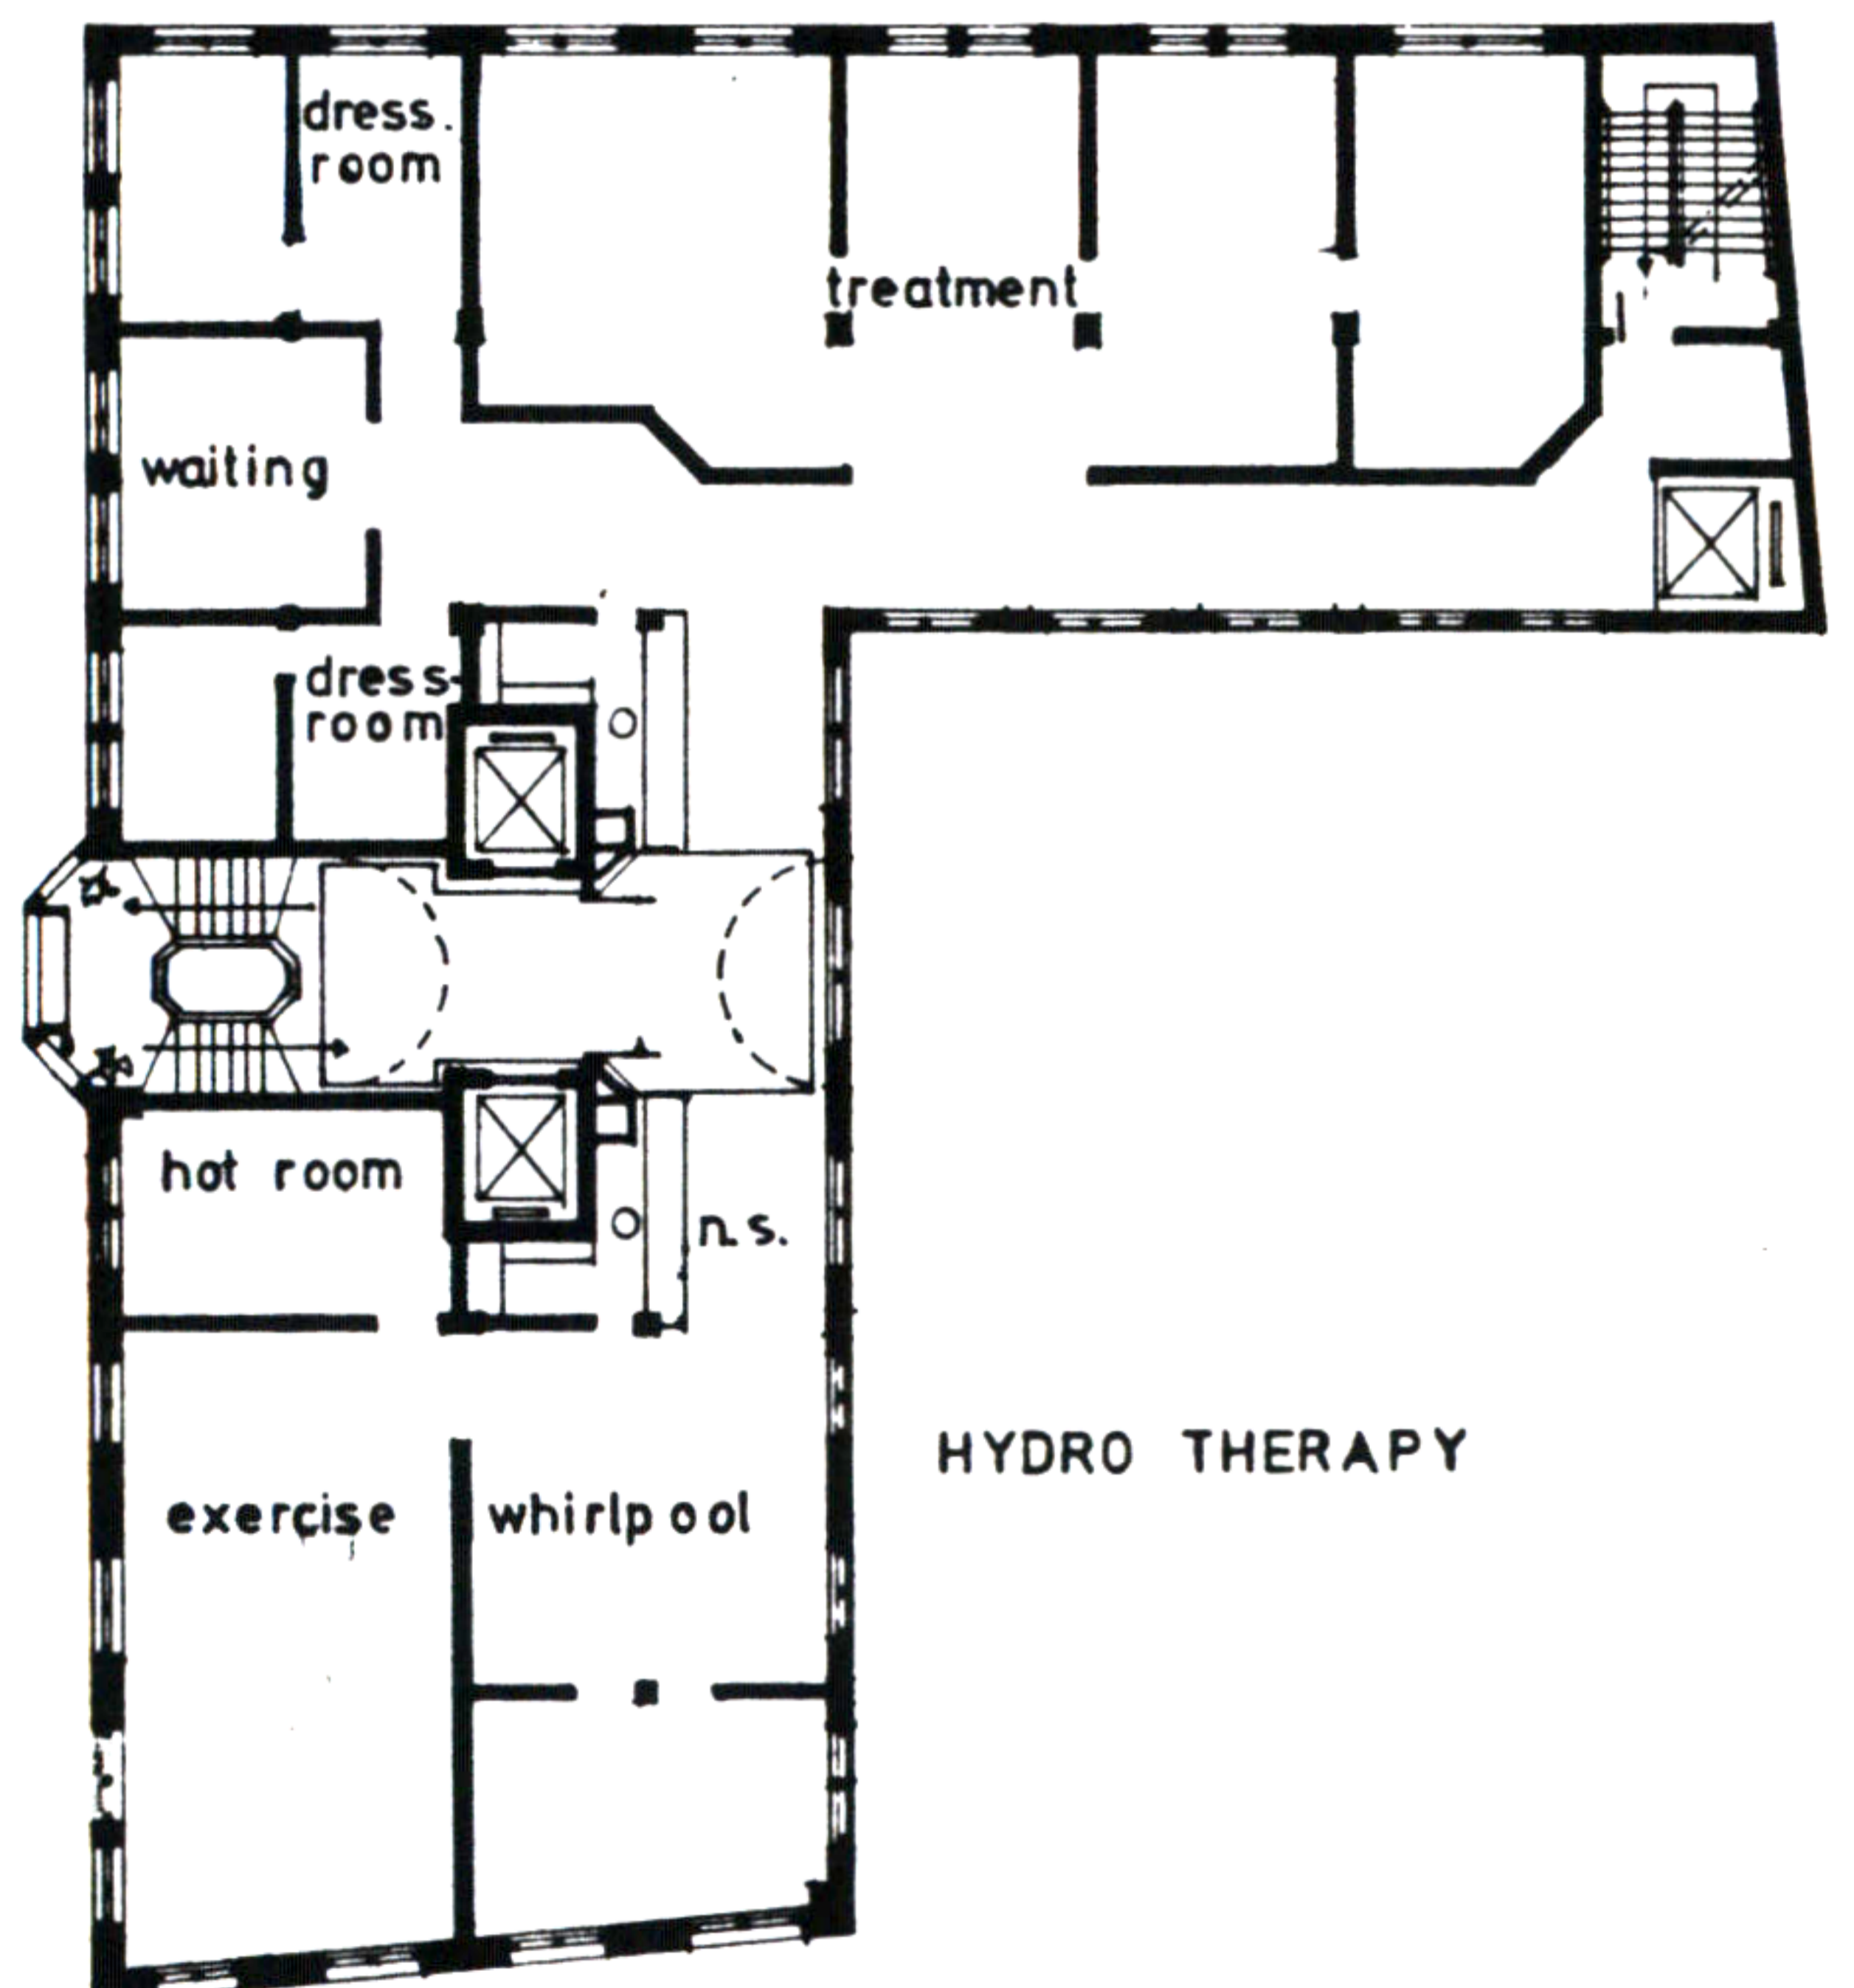 dress.
room
treatment
waiting
dress
room
hot room
n.s.
HYDRO THERAPY
exercise
whirlpool